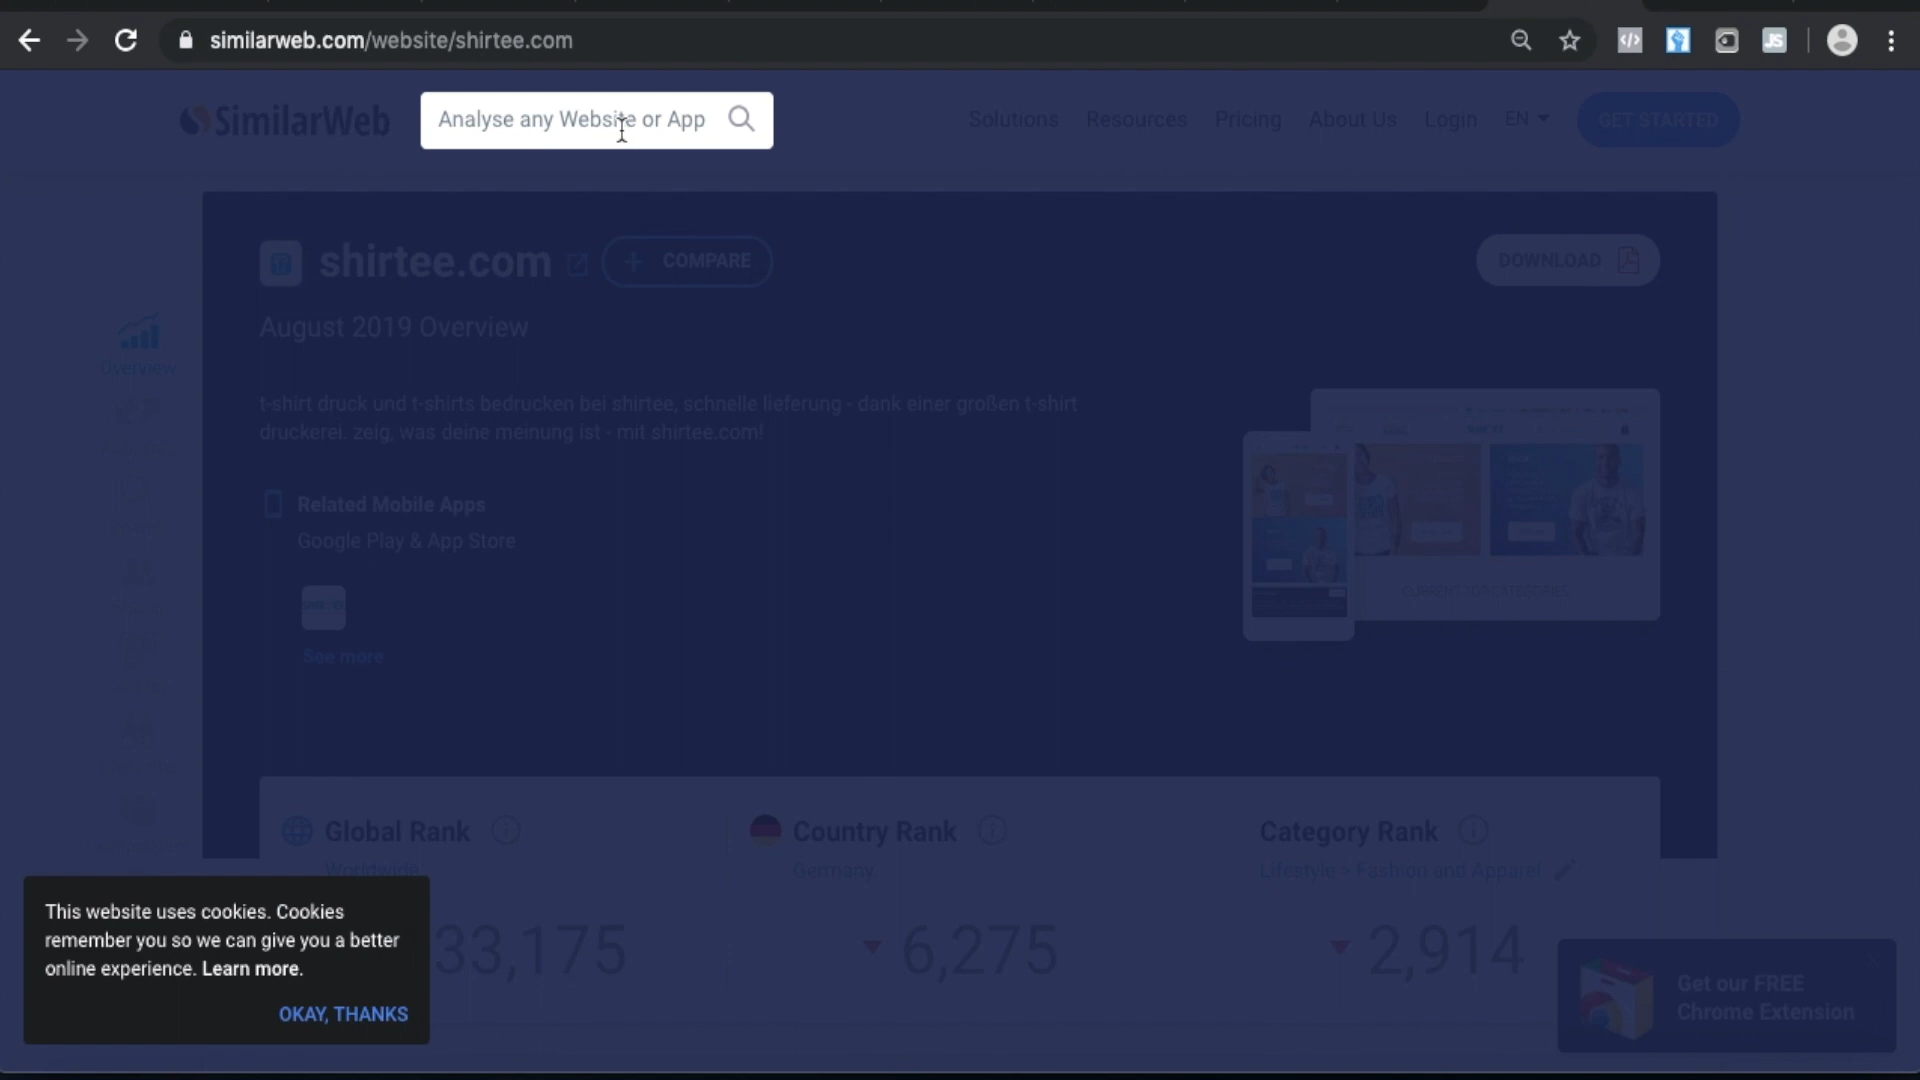 similarweb.com/website/shirtee.com
SimilarWeb
Analyse any Website or App
Solutions
Resources
Pricing
About Us
Login
EN
GET STARTED
shirtee.com
COMPARE
DOWNLOAD
August 2019 Overview
Overview
t-shirt druck und t-shirts bedrucken bei shirtee, schnelle lieferung - dank einer großen t-shirt
druckerei. zeig, was deine meinung ist - mit shirtee.com!
Related Mobile Apps
Google Play & App Store
See more
Global Rank
Country Rank
Category Rank
Worldwide
Germany
Lifestyle > Fashion and Apparel
33,175
6,275
2,914
This website uses cookies. Cookies
remember you so we can give you a better
online experience. Learn more.
OKAY, THANKS
Get our FREE
Chrome Extension
JS